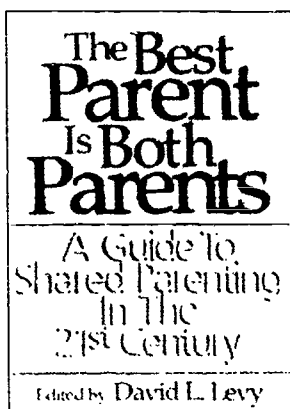 The Best
Parent
Is Both
Parents
A Guide To
Shared Parenting
In The
21st Century
Edited by David L. Levy